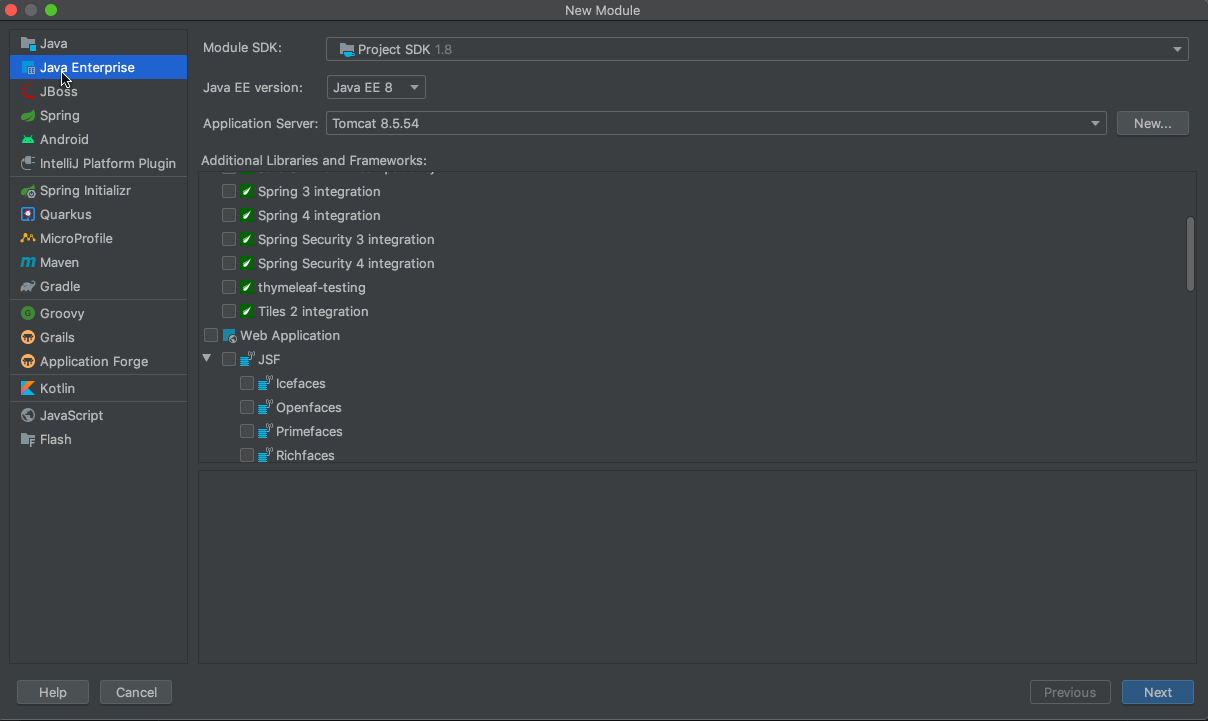 New Module
Java
Java Enterprise
JBoss
Spring
Android
IntelliJ Platform Plugin
Spring Initializr
Quarkus
MicroProfile
Maven
Gradle
Groovy
Grails
Application Forge
Kotlin
JavaScript
Flash
Module SDK:
Project SDK 1.8
Java EE version:
Java EE 8
Application Server:
Tomcat 8.5.54
New...
Additional Libraries and Frameworks:
Spring 3 integration
Spring 4 integration
Spring Security 3 integration
Spring Security 4 integration
thymeleaf-testing
Tiles 2 integration
Web Application
JSF
Icefaces
Openfaces
Primefaces
Richfaces
Help
Cancel
Previous
Next